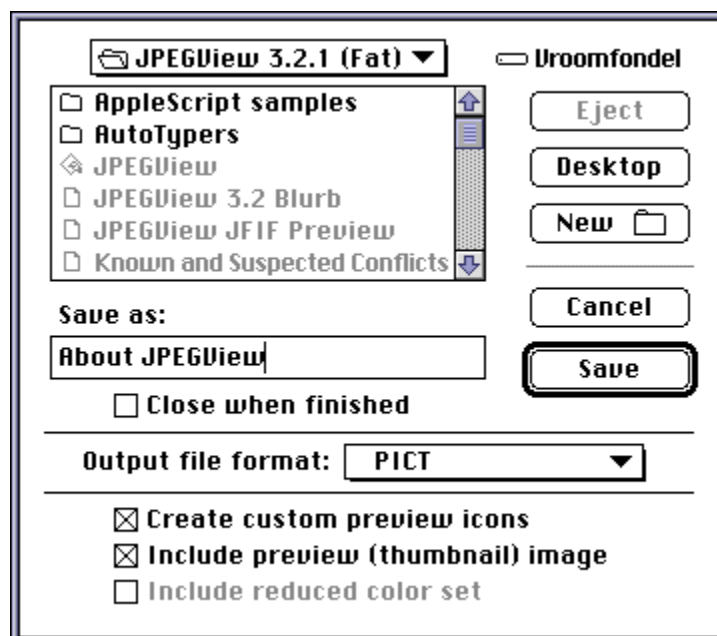 JPEGView 3.2.1 (Fat)
Vroomfondel
AppleScript samples
AutoTypers
JPEGView
JPEGView 3.2 Blurb
JPEGView JFIF Preview
Known and Suspected Conflicts
Eject
Desktop
New
Save as:
About JPEGView
Cancel
Save
Close when finished
Output file format: PICT
Create custom preview icons
Include preview (thumbnail) image
Include reduced color set